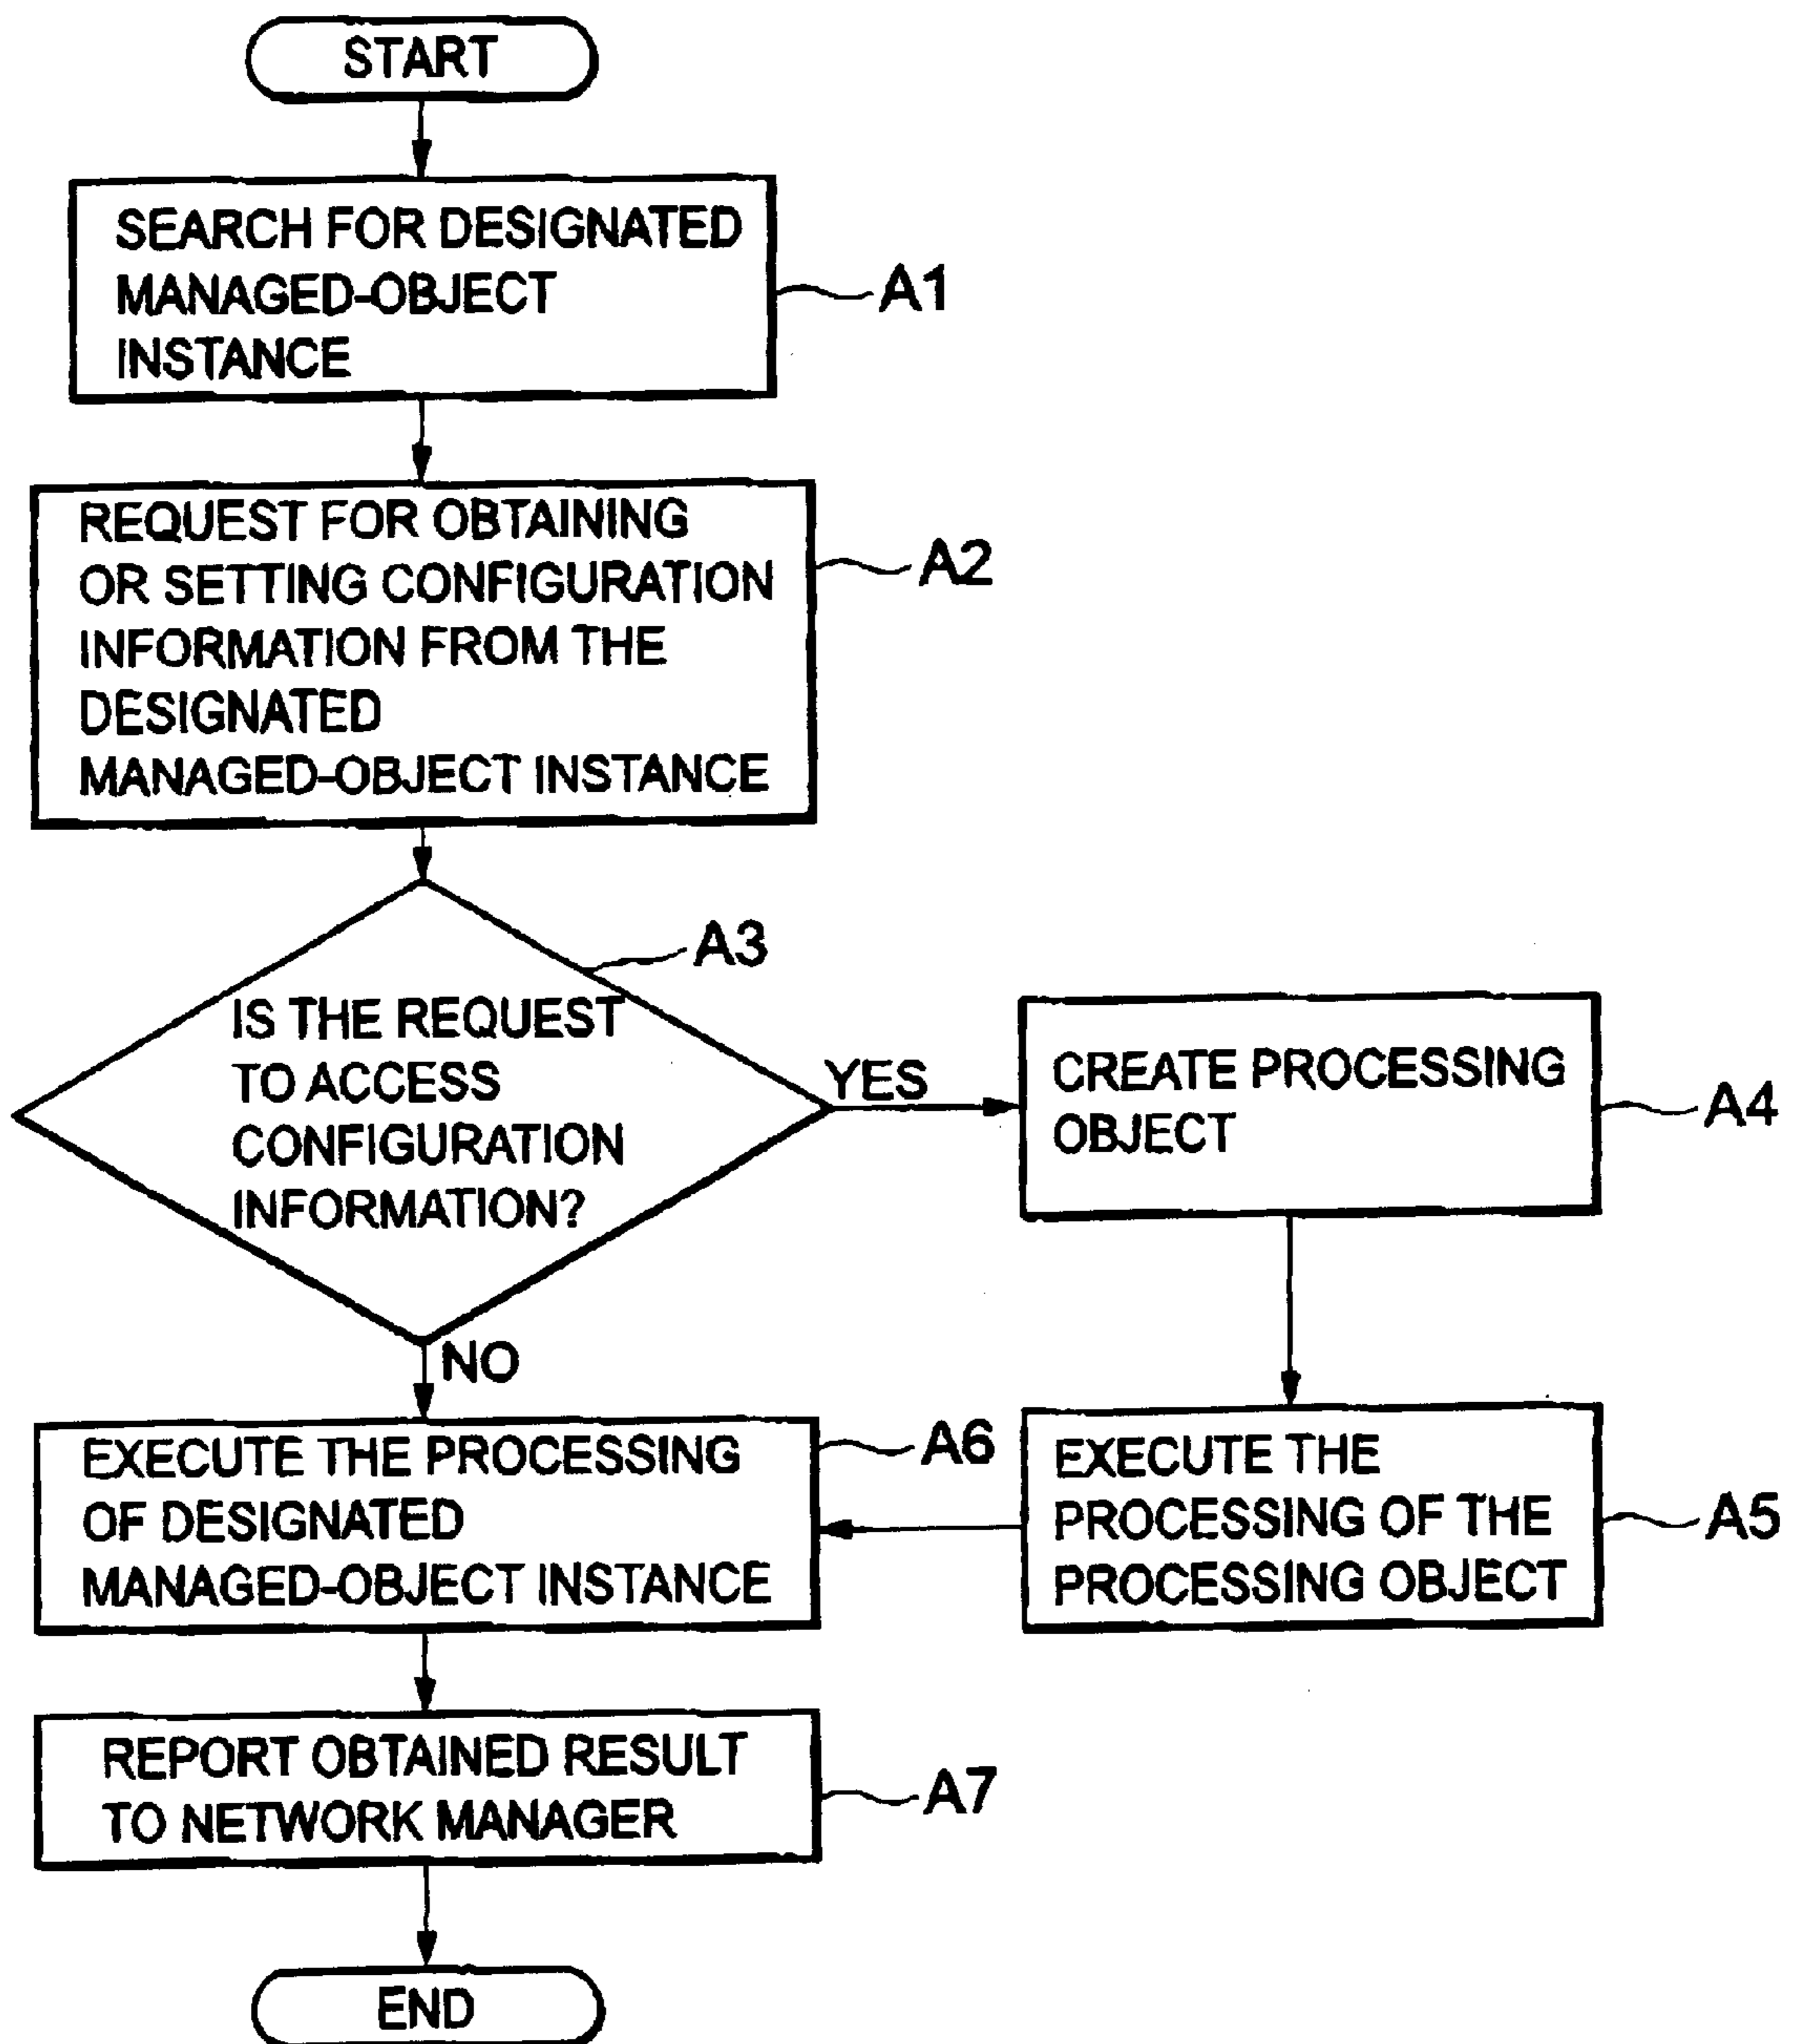 START
SEARCH FOR DESIGNATED
MANAGED-OBJECT
INSTANCE
A1
REQUEST FOR OBTAINING
OR SETTING CONFIGURATION
INFORMATION FROM THE
DESIGNATED
MANAGED-OBJECT INSTANCE
A2
A3
IS THE REQUEST
TO ACCESS
CONFIGURATION
INFORMATION?
YES
CREATE PROCESSING
OBJECT
A4
NO
EXECUTE THE PROCESSING
OF DESIGNATED
MANAGED-OBJECT INSTANCE
A6
EXECUTE THE
PROCESSING OF THE
PROCESSING OBJECT
A5
REPORT OBTAINED RESULT
TO NETWORK MANAGER
A7
END